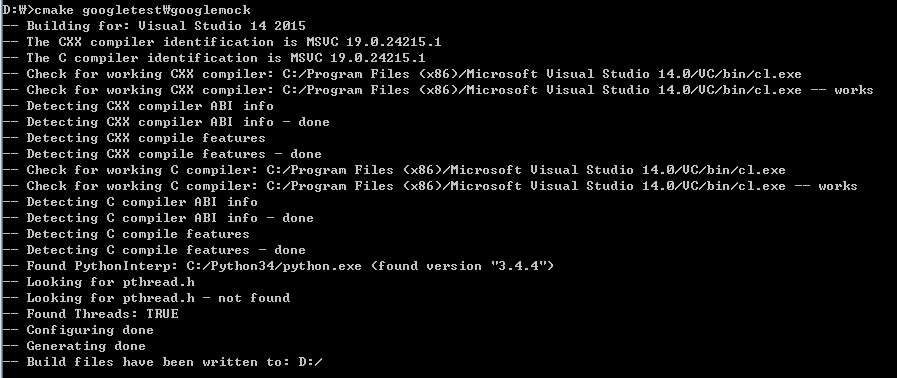 D:₩>cmake googletest₩googlemock
-- Building for: Visual Studio 14 2015
-- The CXX compiler identification is MSVC 19.0.24215.1
-- The C compiler identification is MSVC 19.0.24215.1
-- Check for working CXX compiler: C:/Program Files (x86)/Microsoft Visual Studio 14.0/VC/bin/cl.exe
-- Check for working CXX compiler: C:/Program Files (x86)/Microsoft Visual Studio 14.0/VC/bin/cl.exe -- works
-- Detecting CXX compiler ABI info
-- Detecting CXX compiler ABI info - done
-- Detecting CXX compile features
-- Detecting CXX compile features - done
-- Check for working C compiler: C:/Program Files (x86)/Microsoft Visual Studio 14.0/VC/bin/cl.exe
-- Check for working C compiler: C:/Program Files (x86)/Microsoft Visual Studio 14.0/VC/bin/cl.exe -- works
-- Detecting C compiler ABI info
-- Detecting C compiler ABI info - done
-- Detecting C compile features
-- Detecting C compile features - done
-- Found PythonInterp: C:/Python34/python.exe (found version "3.4.4")
-- Looking for pthread.h
-- Looking for pthread.h - not found
-- Found Threads: TRUE
-- Configuring done
-- Generating done
-- Build files have been written to: D:/